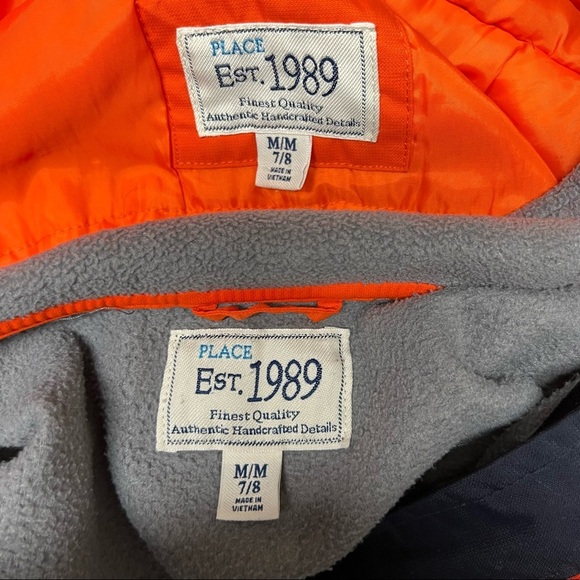 PLACE
EST. 1989
Finest Quality
Authentic Handcrafted Details
M/M
7/8
MADE IN
VIETNAM
PLACE
EST. 1989
Finest Quality
Authentic Handcrafted Details
M/M
7/8
MADE IN
VIETNAM